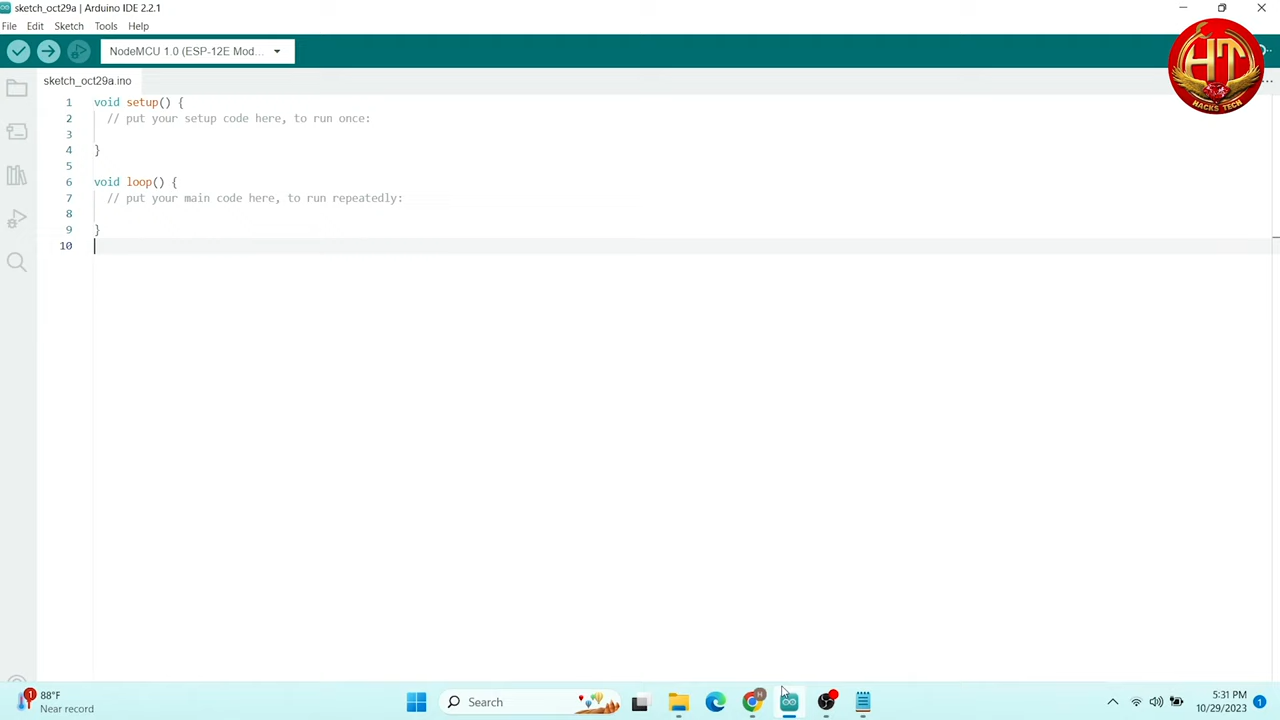 sketch_oct29a | Arduino IDE 2.2.1
File Edit Sketch Tools Help
NodeMCU 1.0 (ESP-12E Mod...
HT
HACKS TECH
sketch_oct29a.ino
1 void setup() {
2 // put your setup code here, to run once:
3
4 }
5
6 void loop() {
7 // put your main code here, to run repeatedly:
8
9 }
10
1
88°F
Near record
Search
H
5:31 PM
10/29/2023
1